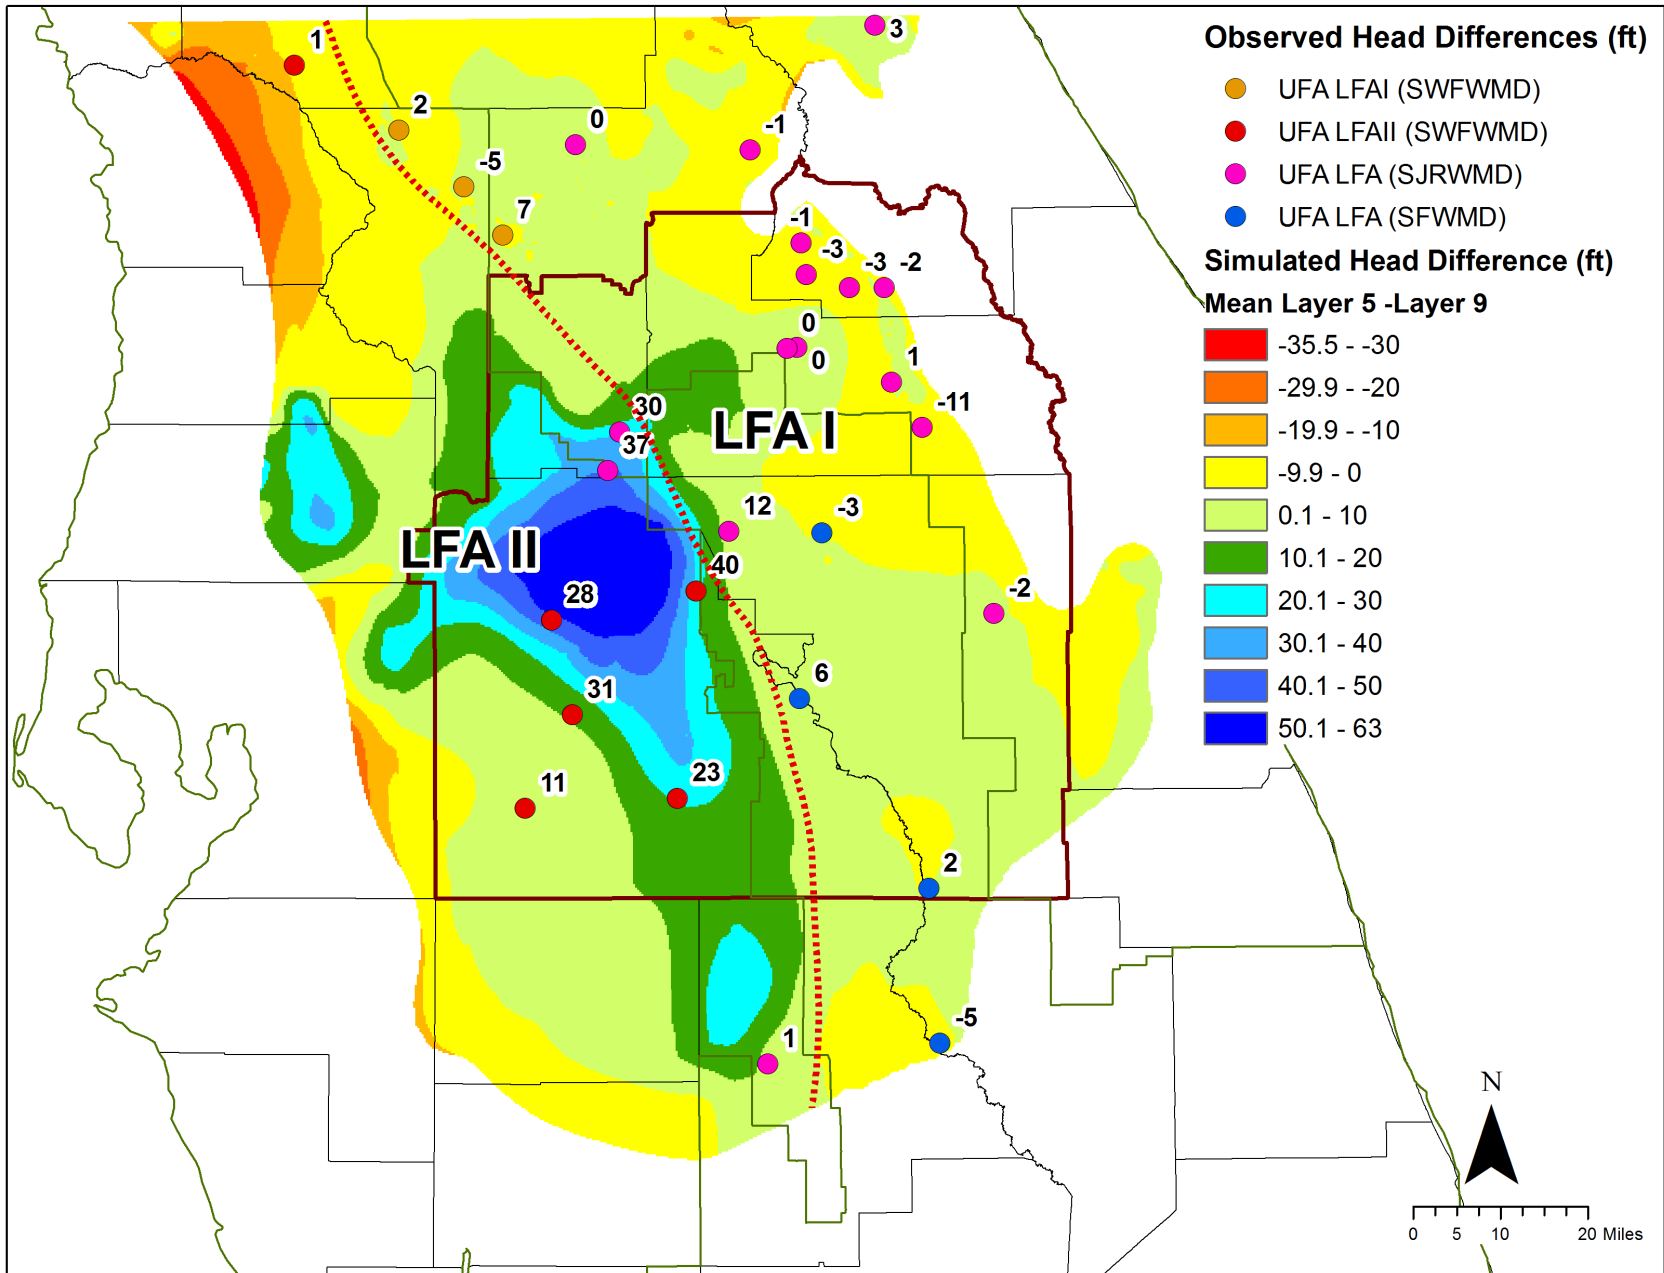 Observed Head Differences (ft)
UFA LFAI (SWFWMD)
UFA LFAII (SWFWMD)
UFA LFA (SJRWMD)
UFA LFA (SFWMD)
Simulated Head Difference (ft)
Mean Layer 5 -Layer 9
-35.5 - -30
-29.9 - -20
-19.9 - -10
-9.9 - 0
0.1 - 10
10.1 - 20
20.1 - 30
30.1 - 40
40.1 - 50
50.1 - 63
1
3
2
0
-1
-5
7
-1
-3
-3 -2
0
0
1
30
-11
LFA I
37
12
-3
LFA II
40
28
-2
6
31
23
11
2
-5
1
N
0 5 10 20 Miles